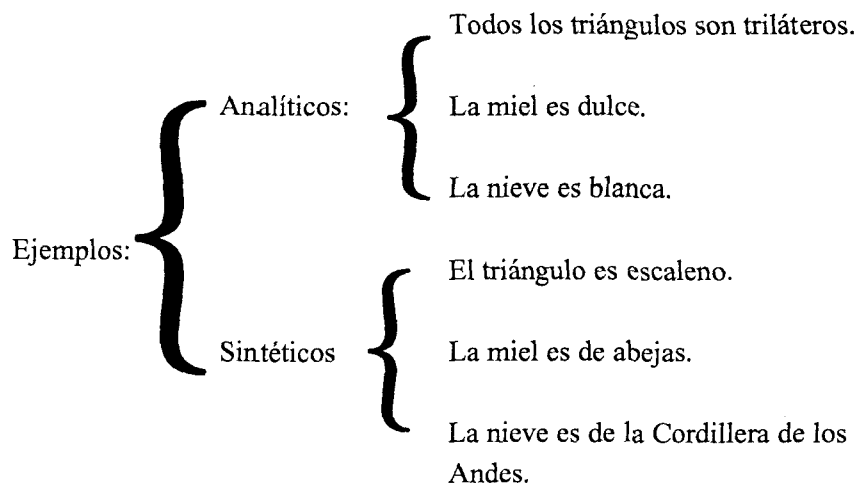 Ejemplos:
Analíticos:
Todos los triángulos son triláteros.
La miel es dulce.
La nieve es blanca.
Sintéticos
El triángulo es escaleno.
La miel es de abejas.
La nieve es de la Cordillera de los
Andes.